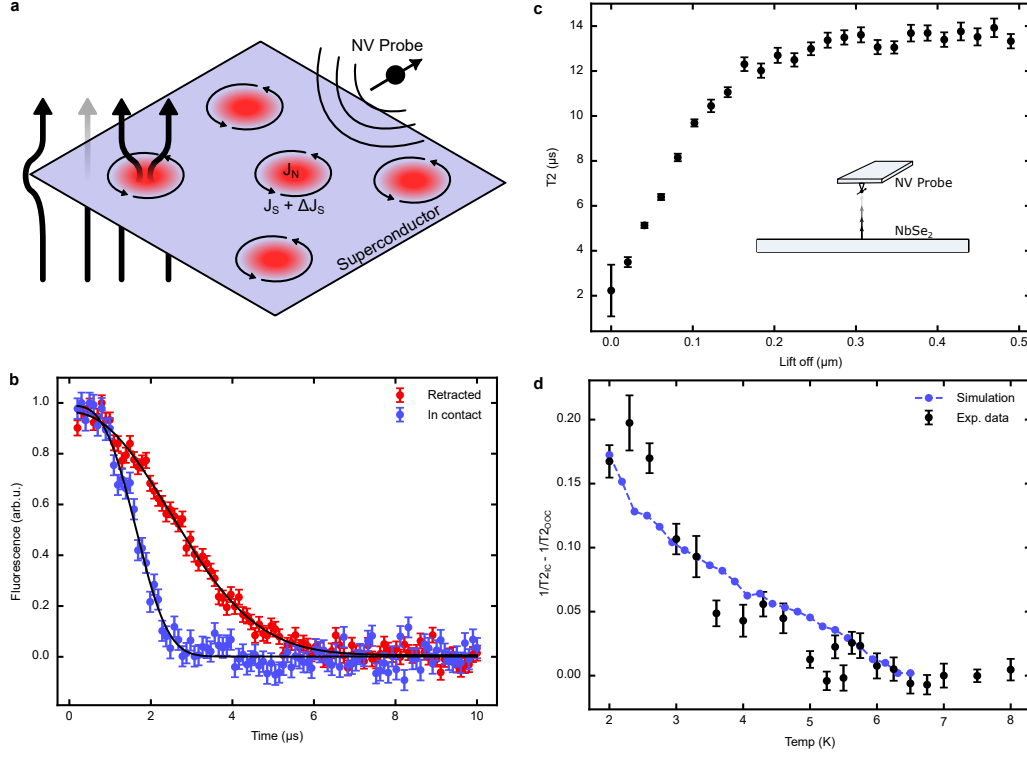 a
NV Probe
J_N
J_S + ΔJ_S
Superconductor
b
Retracted
In contact
Fluorescence (arb.u.)
1.0
0.8
0.6
0.4
0.2
0.0
0
2
4
6
8
10
Time (μs)
c
T2 (μs)
14
12
10
8
6
4
2
NV Probe
NbSe₂
0.0
0.1
0.2
0.3
0.4
0.5
Lift off (μm)
d
Simulation
Exp. data
1/T2_IC - 1/T2_OOC
0.20
0.15
0.10
0.05
0.00
2
3
4
5
6
7
8
Temp (K)